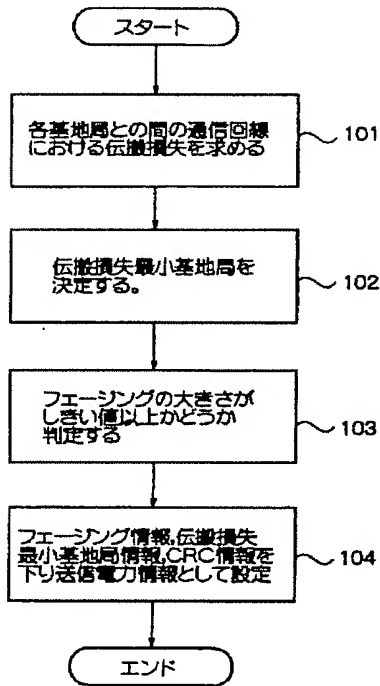 スタート
各基地局との間の通信回線
における伝搬損失を求める
101
伝搬損失最小基地局を
決定する。
102
フェージングの大きさが
しきい値以上かどうか
判定する
103
フェージング情報,伝搬損失
最小基地局情報,CRC情報を
下り送信電力情報として設定
104
エンド